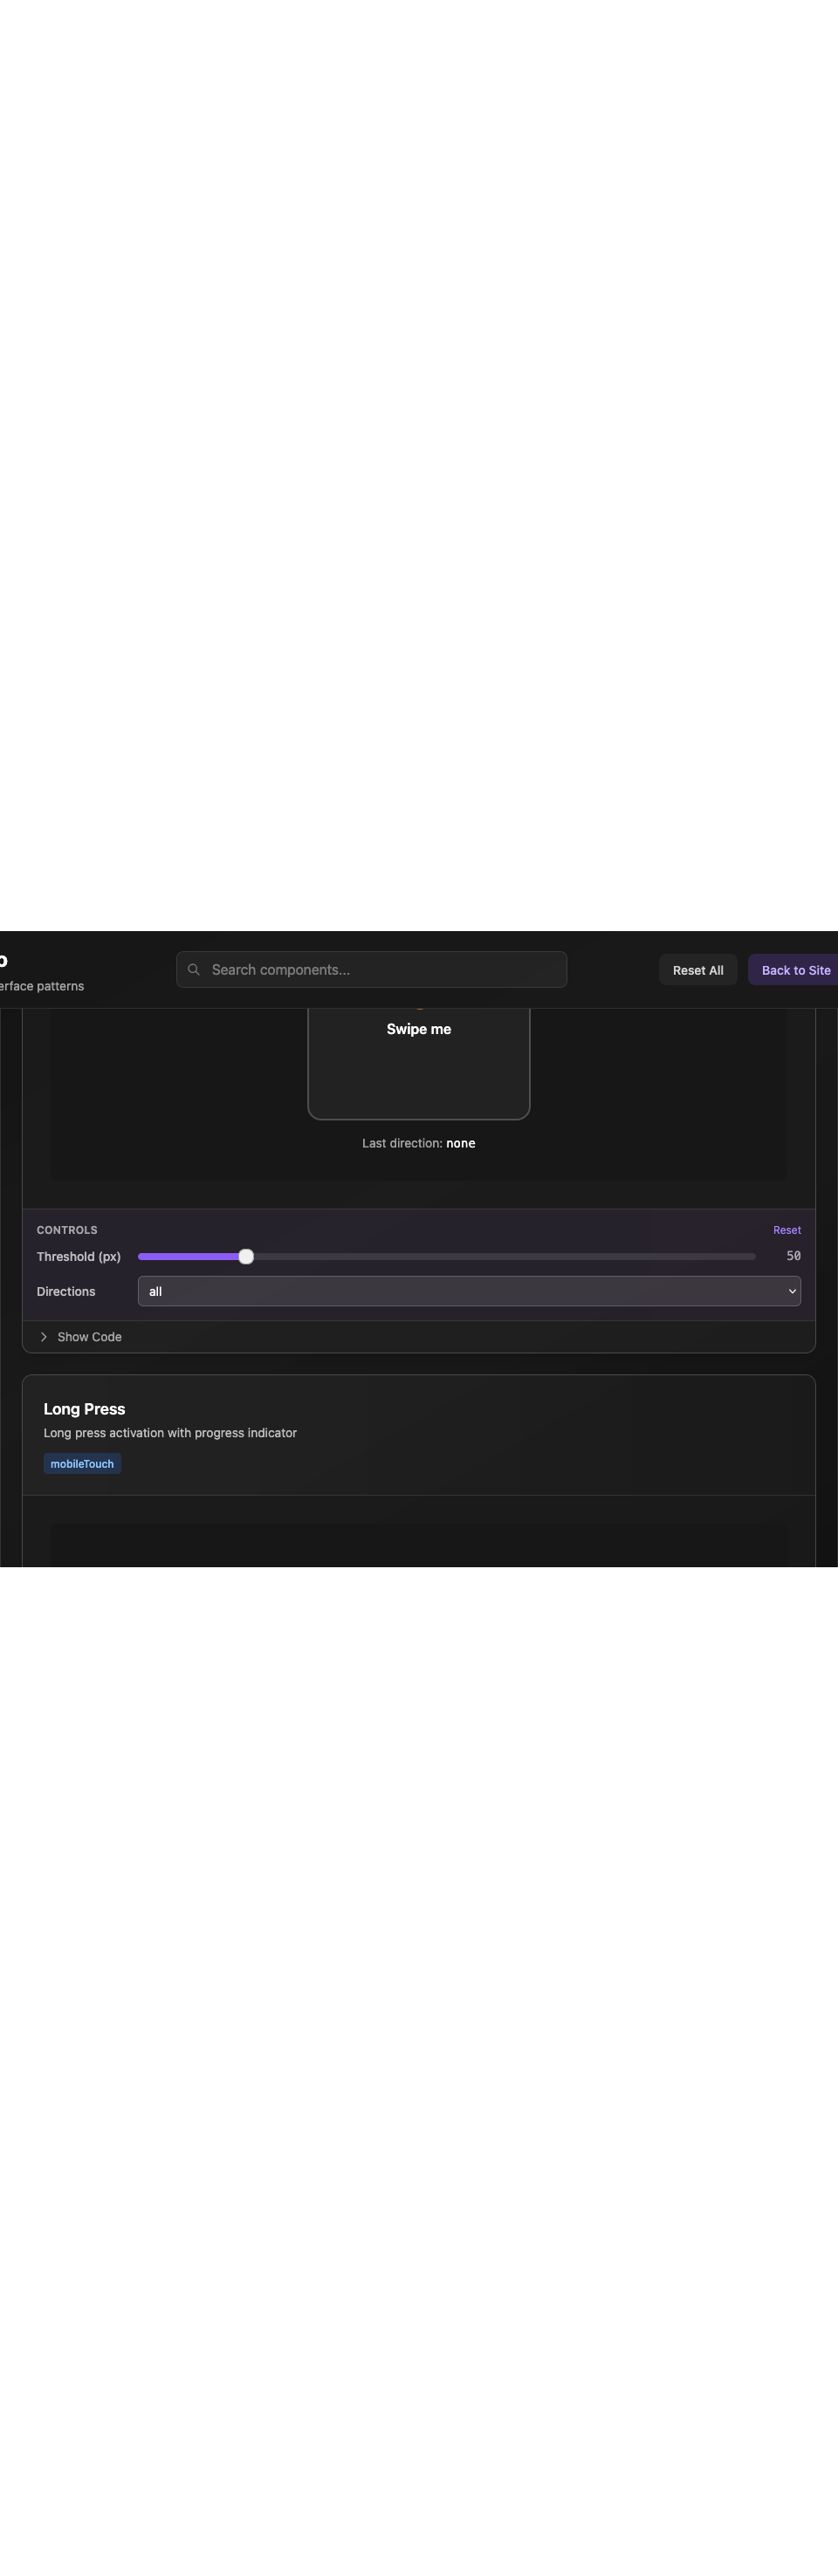 o
Search components...
Reset All
Back to Site
erface patterns
Swipe me
Last direction: none
CONTROLS
Reset
Threshold (px)
50
Directions
all
Show Code
Long Press
Long press activation with progress indicator
mobileTouch